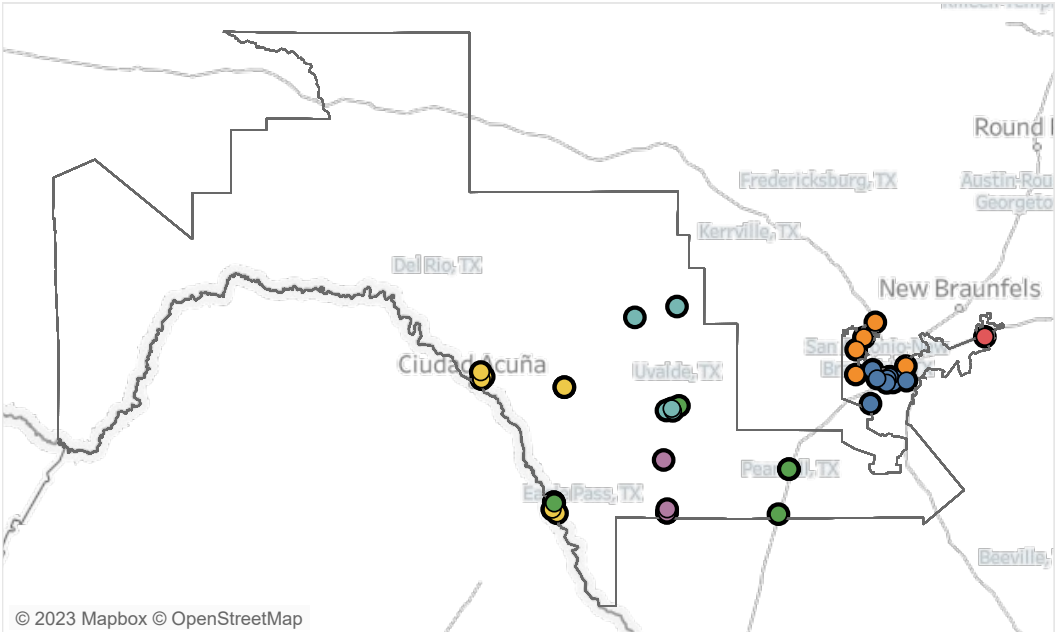 Round
Fredericksburg, TX
Austin-Rou
Georgeto
Kerrville, TX
Del Rio, TX
New Braunfels
San
Ciudad Acuña
Uvalde, TX
TX
Eagle Pass, TX
Beeville,
© 2023 Mapbox © OpenStreetMap